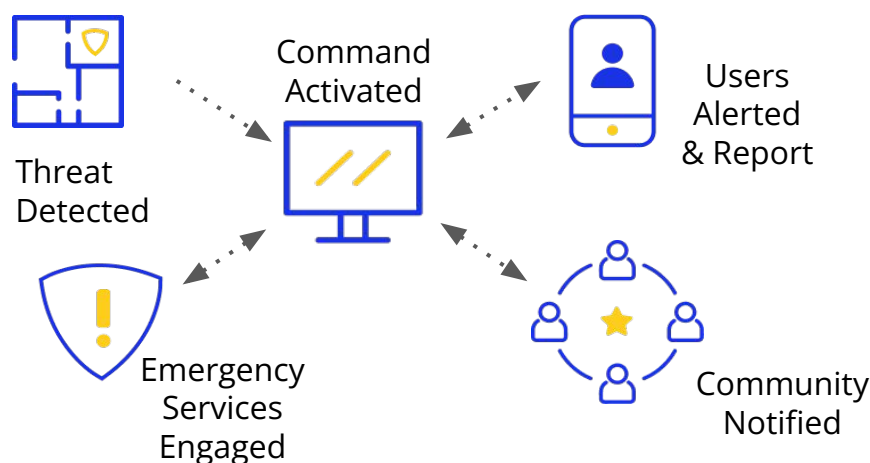 Command
Activated
Users
Alerted
& Report
Threat
Detected
Emergency
Services
Engaged
Community
Notified